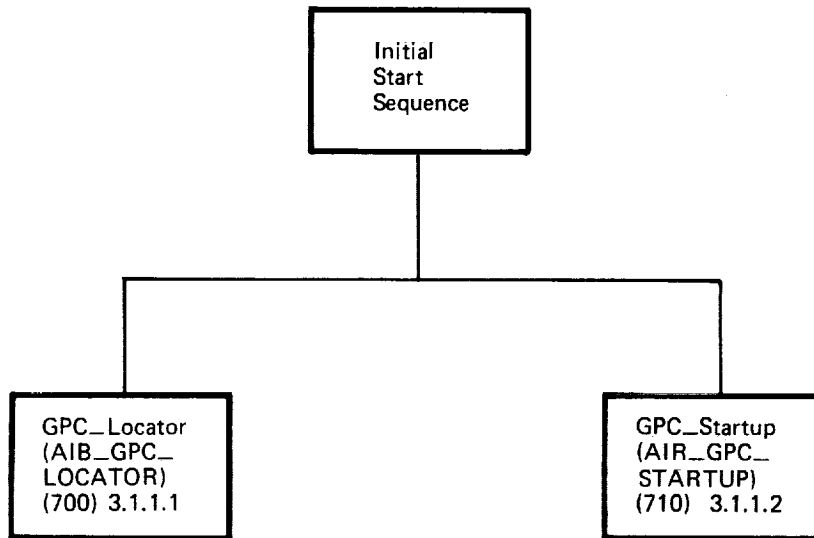 Initial
Start
Sequence
GPC_Locator
(AIB_GPC_
LOCATOR)
(700) 3.1.1.1
GPC_Startup
(AIR_GPC_
STARTUP)
(710) 3.1.1.2